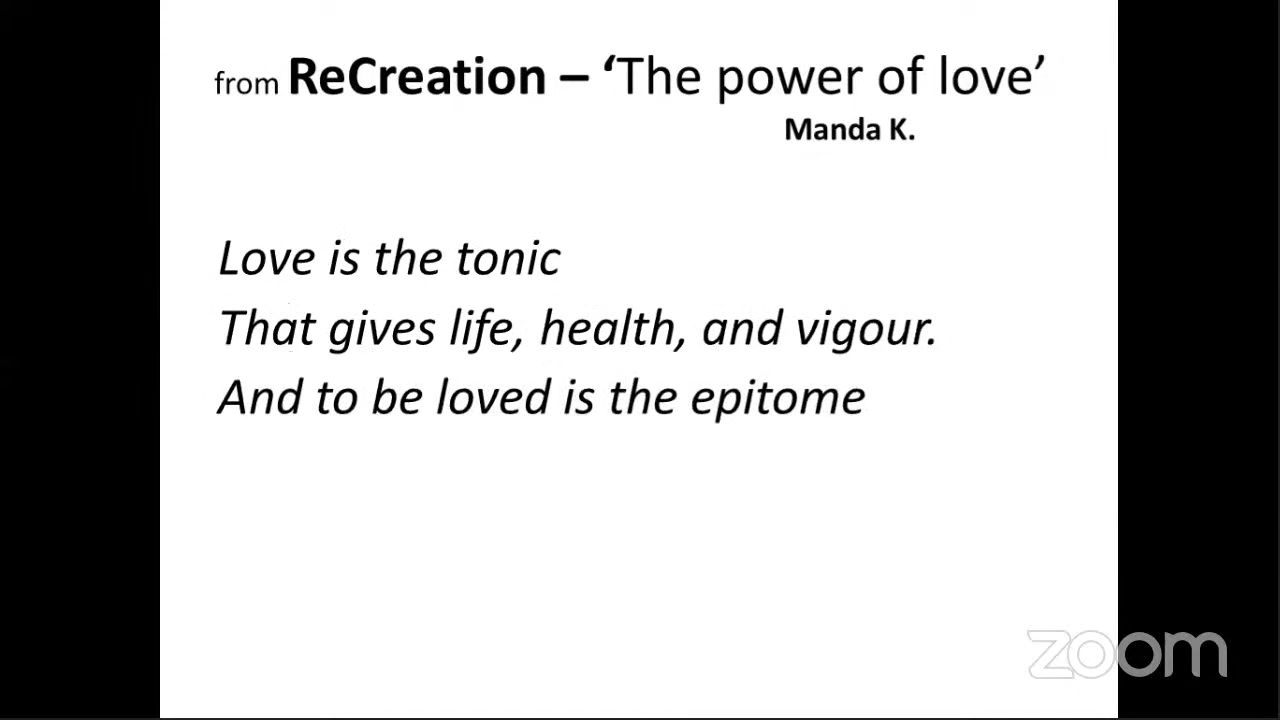 from ReCreation – ‘The power of love’
Manda K.
Love is the tonic
That gives life, health, and vigour.
And to be loved is the epitome
zoom